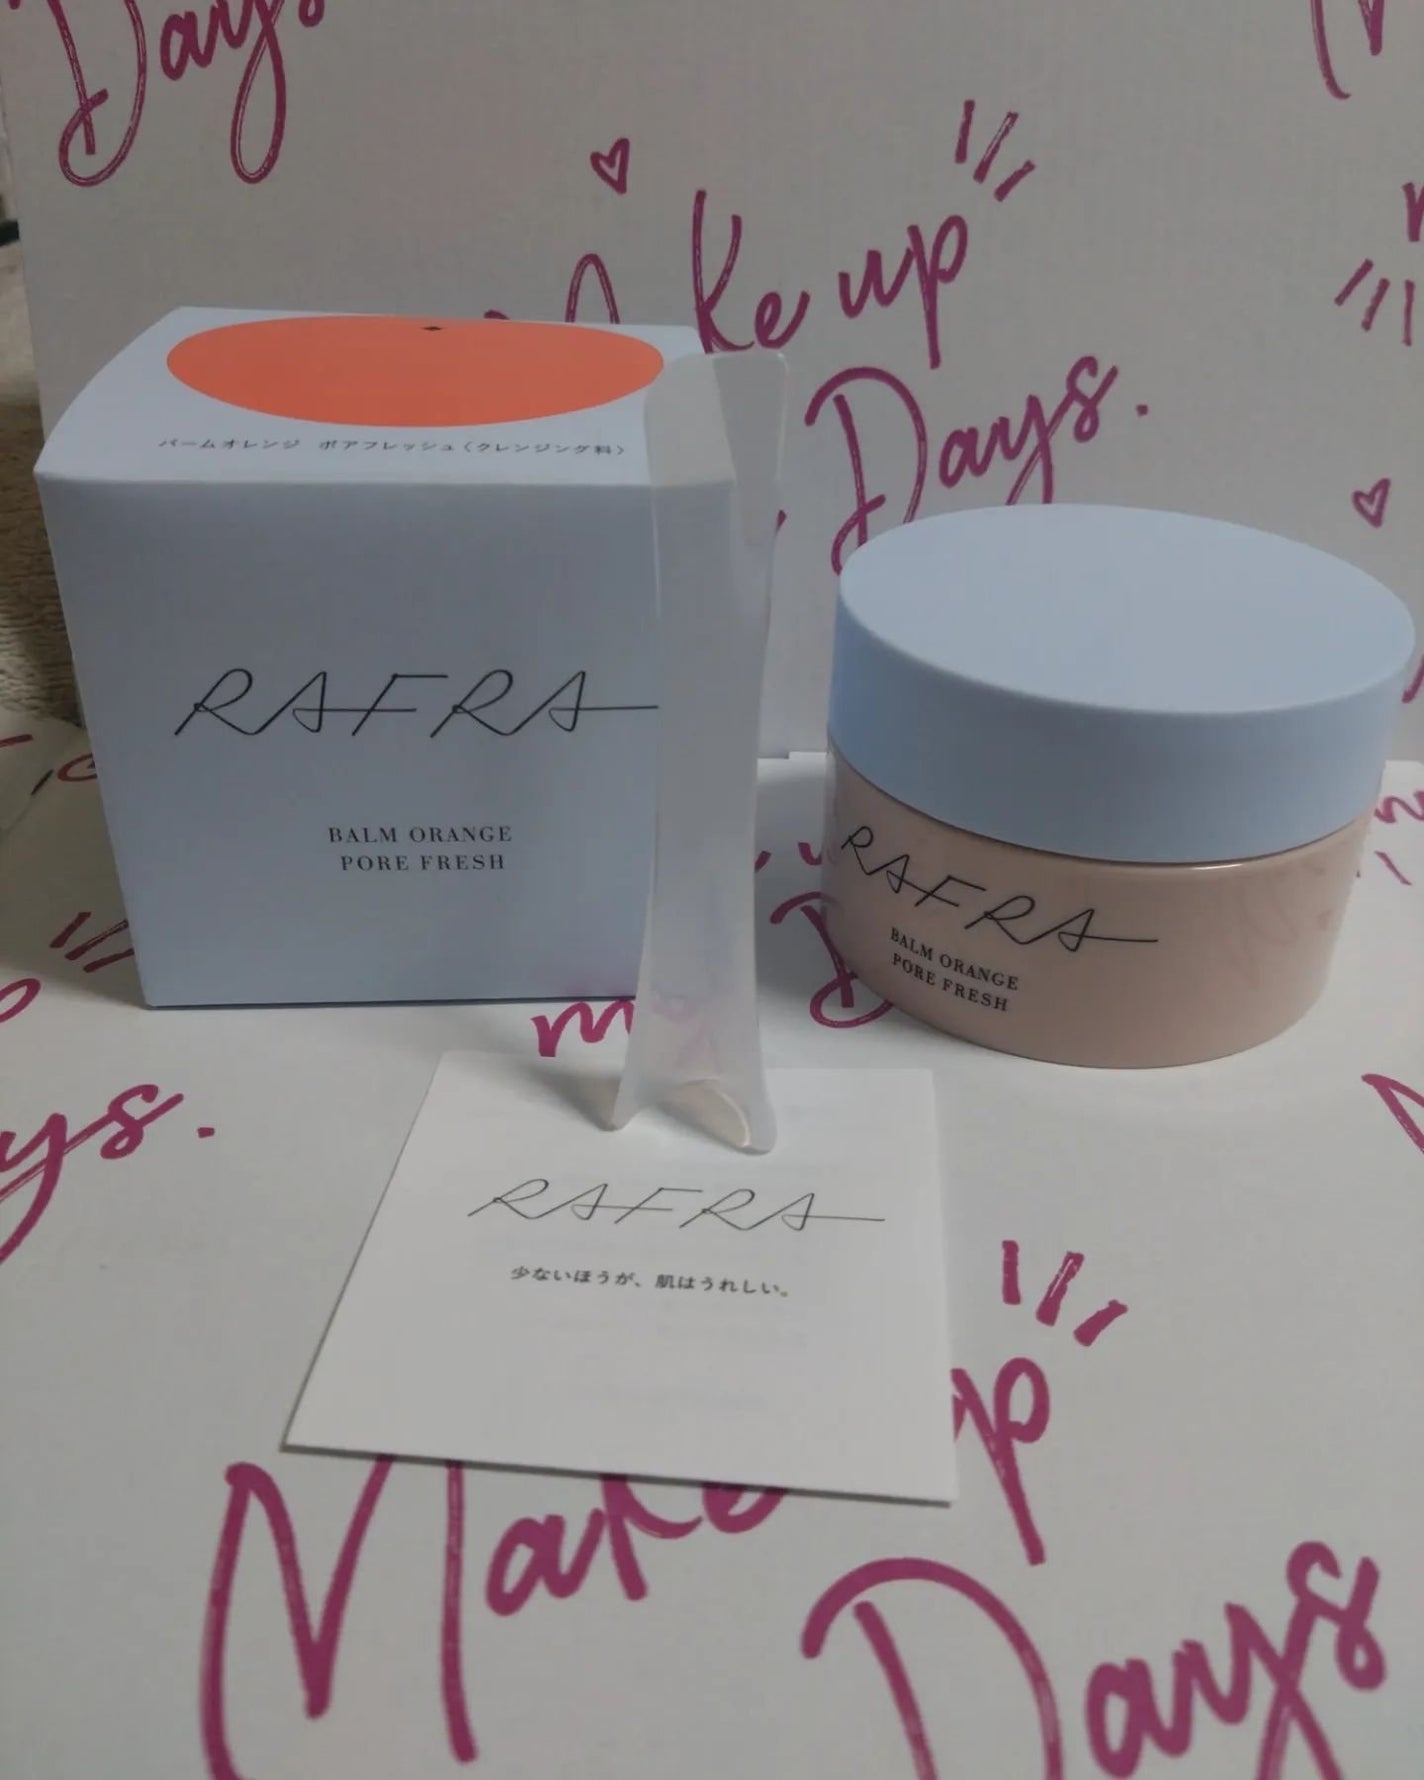 Days
Make up
Days.
バームオレンジ ポアフレッシュ〈クレンジング料〉
RAFRA
BALM ORANGE
PORE FRESH
RAFRA
BALM ORANGE
PORE FRESH
my
ys.
RAFRA
少ないほうが、肌はうれしい。
Make up
Days